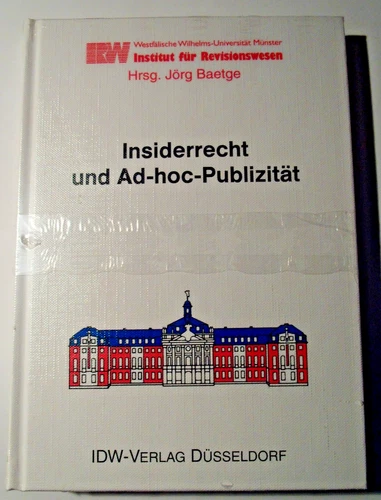 IRW
Westfälische Wilhelms-Universität Münster
Institut für Revisionswesen
Hrsg. Jörg Baetge
Insiderrecht
und Ad-hoc-Publizität
IDW-VERLAG DÜSSELDORF